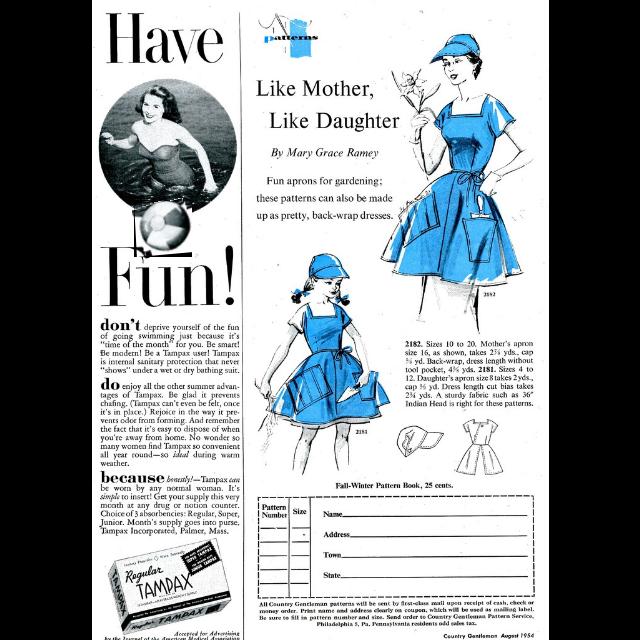 Have
Fun!
don't deprive yourself of the fun
of going swimming just because it's
"time of the month" for you. Be smart!
Be modern! Be a Tampax user! Tampax
is internal sanitary protection that never
"shows" under a wet or dry bathing suit.
do enjoy all the other summer advan-
tages of Tampax. Be glad it prevents
chafing. (Tampax can't even be felt, once
it's in place.) Rejoice in the way it pre-
vents odor from forming. And remember
the fact that it's easy to dispose of when
you're away from home. No wonder so
many women find Tampax so convenient
all year round—so ideal during warm
weather.
because honestly!—Tampax can
be worn by any normal woman. It's
simple to insert! Get your supply this very
month at any drug or notion counter.
Choice of 3 absorbencies: Regular, Super,
Junior. Month's supply goes into purse.
Tampax Incorporated, Palmer, Mass.
Regular
TAMPAX
TAMPAX
Accepted for Advertising
by the Journal of the American Medical Association
patterns
Like Mother,
Like Daughter
By Mary Grace Ramey
Fun aprons for gardening;
these patterns can also be made
up as pretty, back-wrap dresses.
2182
2181
2182. Sizes 10 to 20. Mother's apron
size 16, as shown, takes 2⅞ yds., cap
⅝ yd. Back-wrap, dress length without
tool pocket, 4⅝ yds. 2181. Sizes 4 to
12. Daughter's apron size 8 takes 2 yds.,
cap ⅝ yd. Dress length cut bias takes
2¾ yds. A sturdy fabric such as 36"
Indian Head is right for these patterns.
Fall-Winter Pattern Book, 25 cents.
Pattern Number Size
Name
Address
Town
State
All Country Gentleman patterns will be sent by first-class mail upon receipt of cash, check or
money order. Print name and address clearly on coupon, which will be used as mailing label.
Be sure to fill in pattern number and size. Send order to Country Gentleman Pattern Service,
Philadelphia 5, Pa. Pennsylvania residents add sales tax.
Country Gentleman August 1954